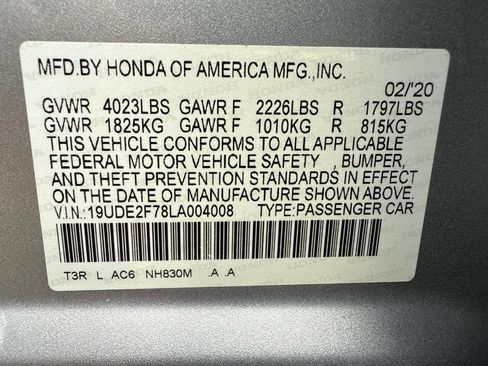 MFD.BY HONDA OF AMERICA MFG.,INC.
02/'20
GVWR 4023LBS GAWR F 2226LBS R 1797LBS
GVWR 1825KG GAWR F 1010KG R 815KG
THIS VEHICLE CONFORMS TO ALL APPLICABLE
FEDERAL MOTOR VEHICLE SAFETY , BUMPER,
AND THEFT PREVENTION STANDARDS IN EFFECT
ON THE DATE OF MANUFACTURE SHOWN ABOVE.
V.I.N.:19UDE2F78LA004008 TYPE:PASSENGER CAR
T3R L AC6 NH830M .A .A